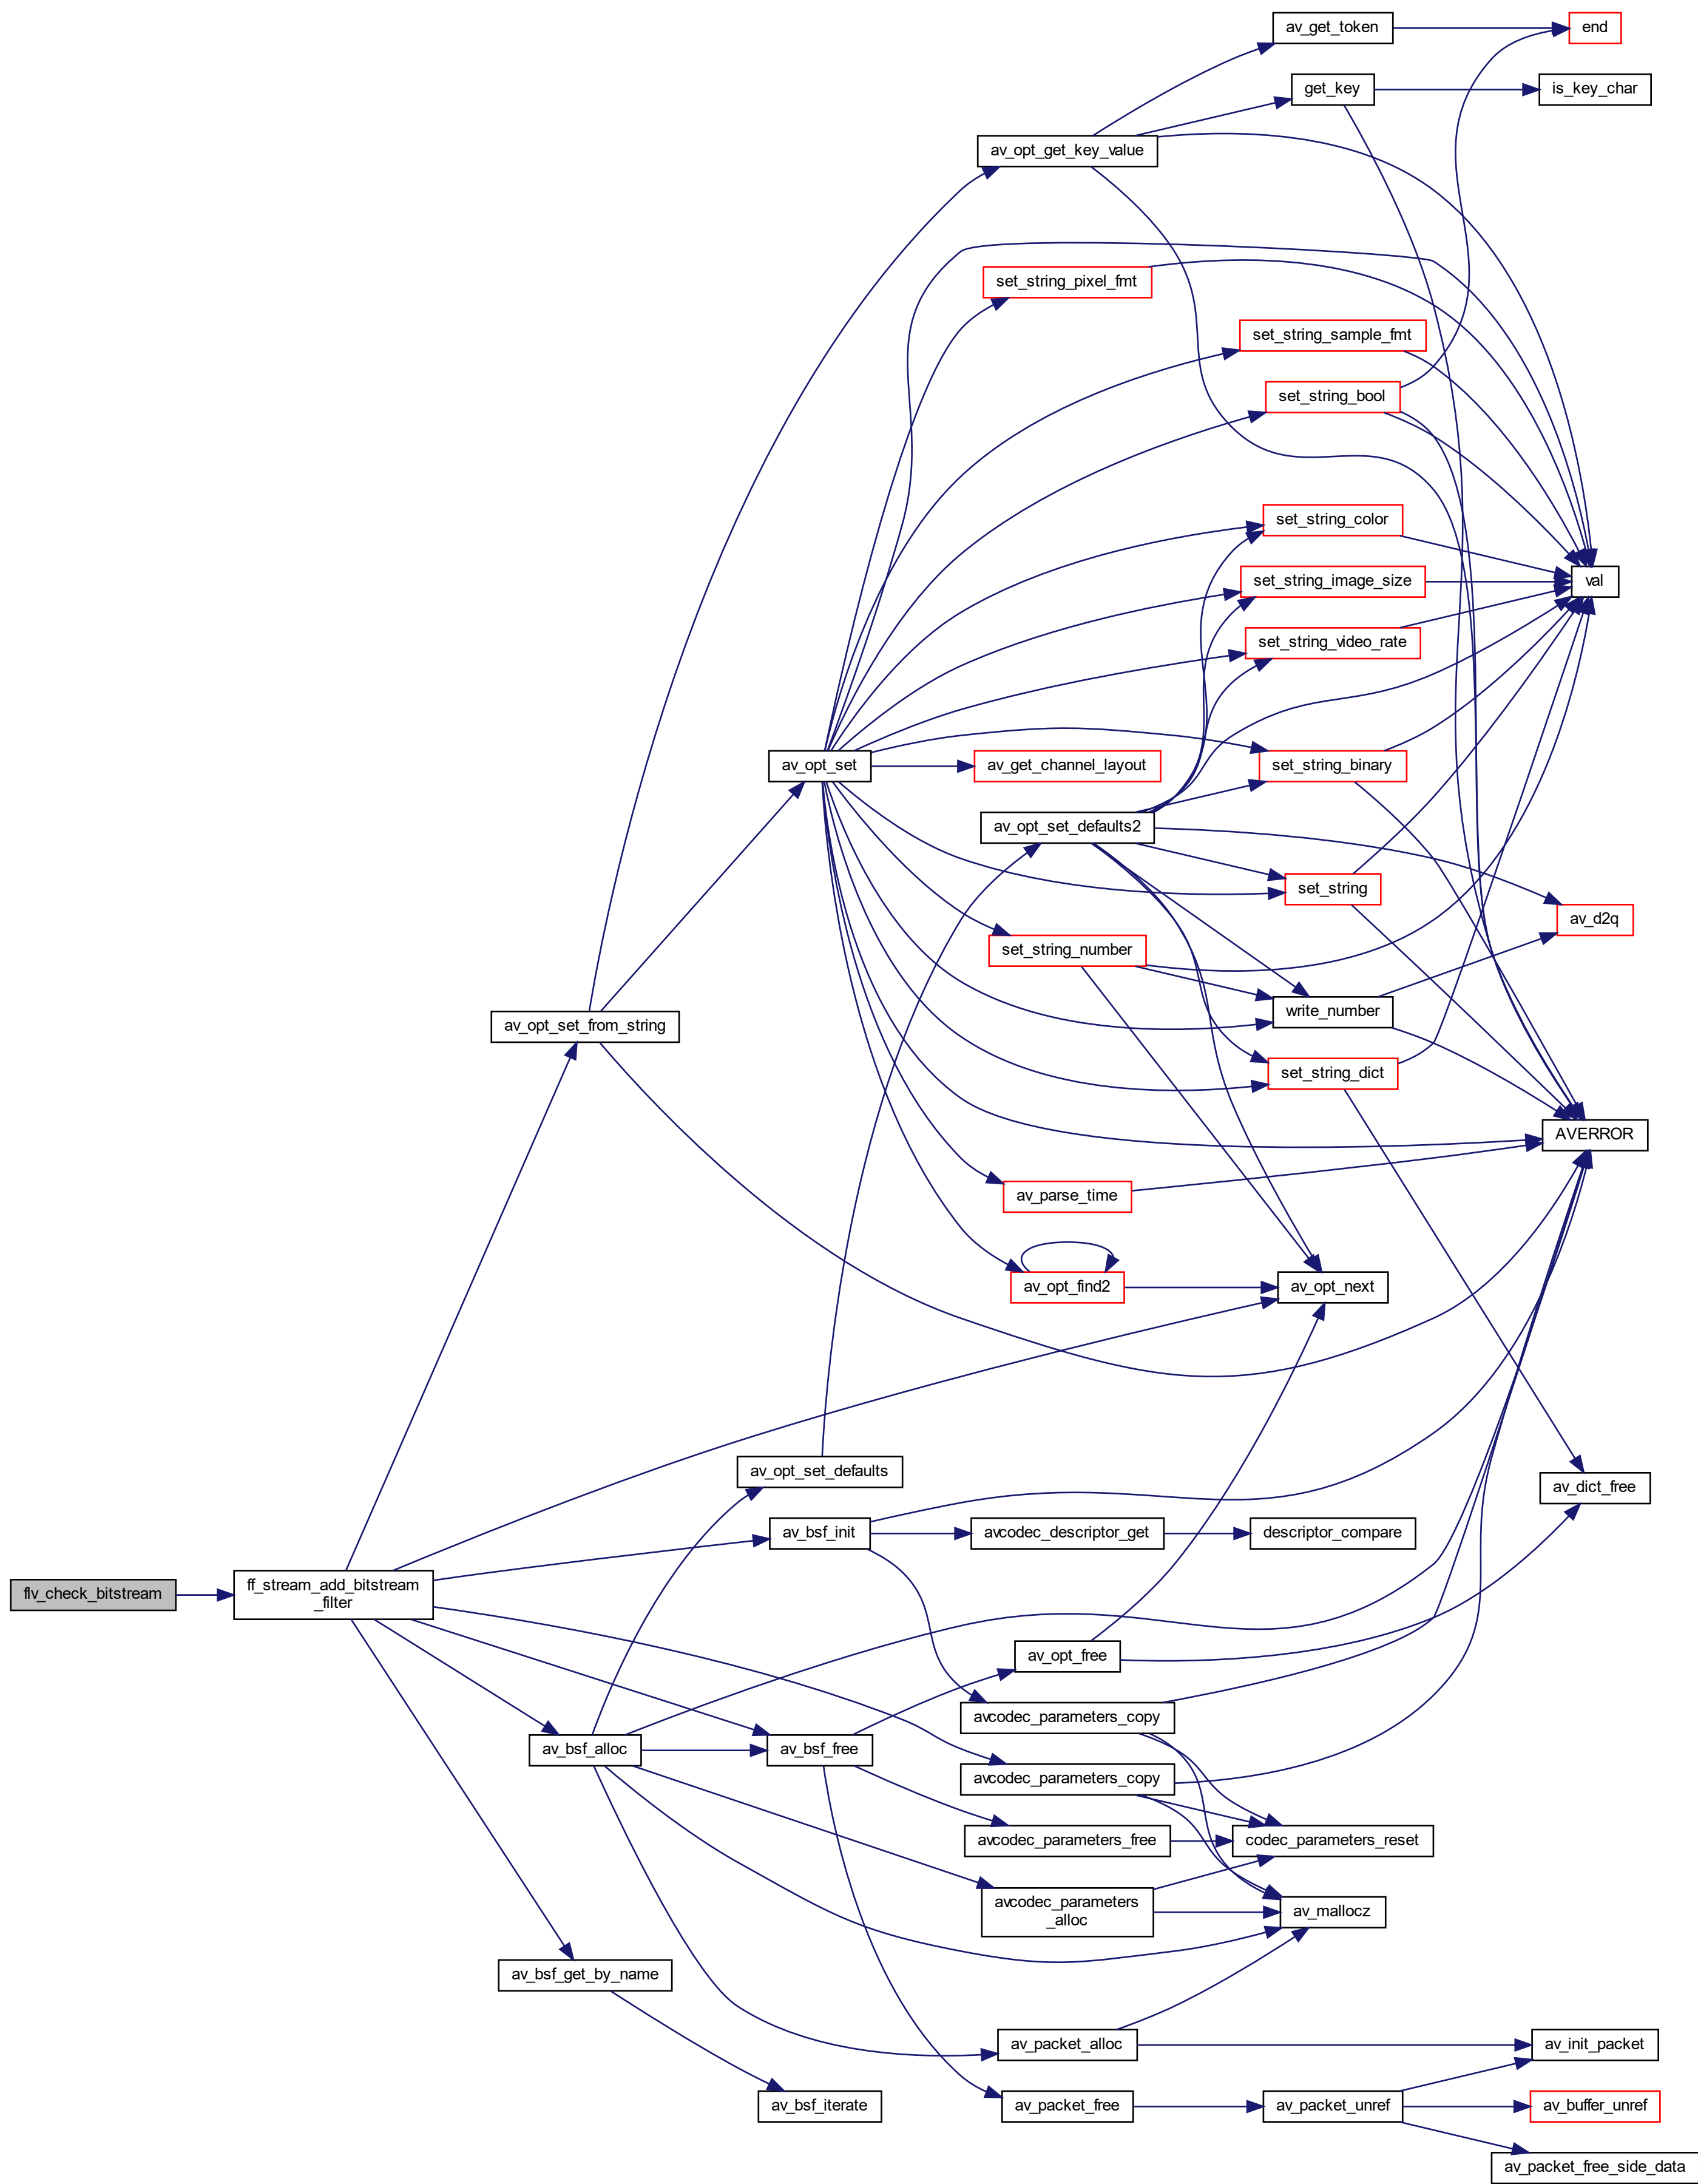 av_get_token
end
get_key
is_key_char
av_opt_get_key_value
set_string_pixel_fmt
set_string_sample_fmt
set_string_bool
set_string_color
set_string_image_size
val
set_string_video_rate
av_opt_set
av_get_channel_layout
set_string_binary
av_opt_set_defaults2
set_string
av_d2q
set_string_number
write_number
av_opt_set_from_string
set_string_dict
AVERROR
av_parse_time
av_opt_find2
av_opt_next
av_opt_set_defaults
av_dict_free
av_bsf_init
avcodec_descriptor_get
descriptor_compare
flv_check_bitstream
ff_stream_add_bitstream
_filter
av_opt_free
avcodec_parameters_copy
av_bsf_alloc
av_bsf_free
avcodec_parameters_copy
avcodec_parameters_free
codec_parameters_reset
avcodec_parameters
_alloc
av_mallocz
av_bsf_get_by_name
av_packet_alloc
av_init_packet
av_bsf_iterate
av_packet_free
av_packet_unref
av_buffer_unref
av_packet_free_side_data